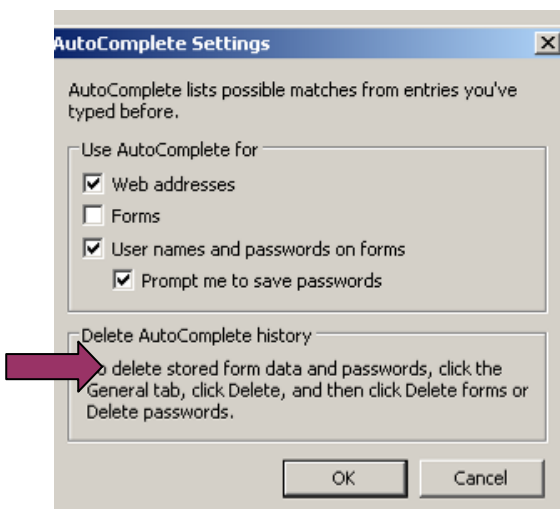 AutoComplete Settings
AutoComplete lists possible matches from entries you've
typed before.
Use AutoComplete for
Web addresses
Forms
User names and passwords on forms
Prompt me to save passwords
Delete AutoComplete history
o delete stored form data and passwords, click the
General tab, click Delete, and then click Delete forms or
Delete passwords.
OK
Cancel